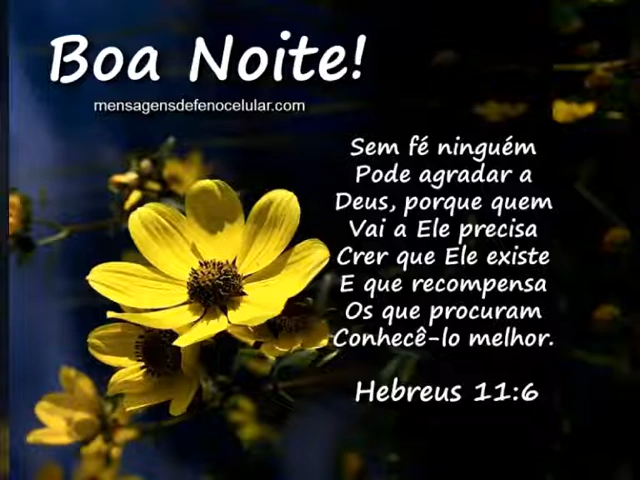 Boa Noite!
mensagensdefenocelular.com
Sem fé ninguém
Pode agradar a
Deus, porque quem
Vai a Ele precisa
Crer que Ele existe
E que recompensa
Os que procuram
Conhecê-lo melhor.
Hebreus 11:6